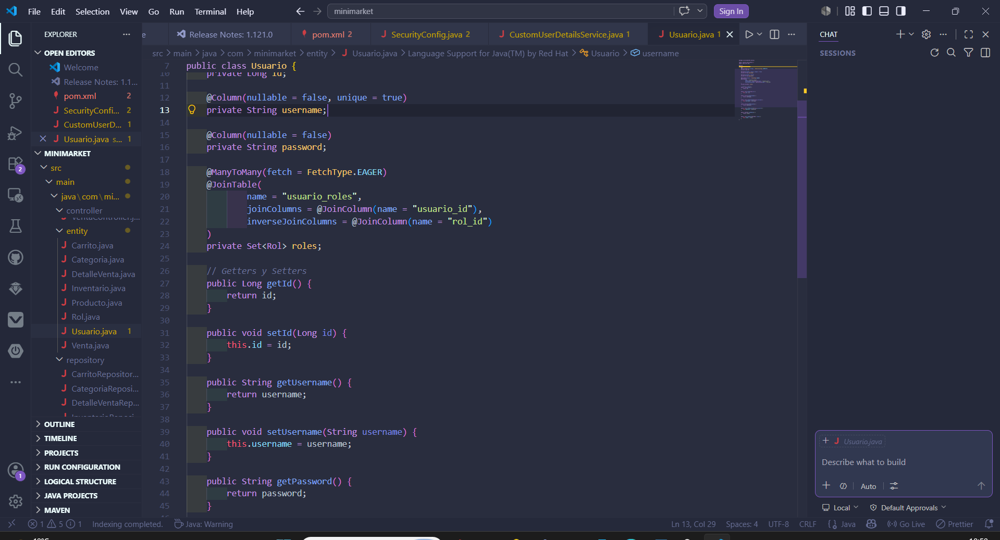 File Edit Selection View Go Run Terminal Help
minimarket
Sign In
EXPLORER
Release Notes: 1.121.0
pom.xml 2
SecurityConfig.java 2
CustomUserDetailsService.java 1
Usuario.java 1
CHAT
src > main > java > com > minimarket > entity > Usuario.java > Language Support for Java(TM) by Red Hat > Usuario > username
SESSIONS
OPEN EDITORS
Welcome
Release Notes: 1.1...
pom.xml 2
SecurityConfi... 2
CustomUserD... 1
Usuario.java s... 1
MINIMARKET
src
main
java\com\mi...
controller
VentaController.j...
entity
Carrito.java
Categoria.java
DetalleVenta.java
Inventario.java
Producto.java
Rol.java
Usuario.java 1
Venta.java
repository
CarritoRepositor...
CategoriaReposi...
DetalleVentaRep...
InventarioReposi...
OUTLINE
TIMELINE
PROJECTS
RUN CONFIGURATION
LOGICAL STRUCTURE
JAVA PROJECTS
MAVEN
2
1
7 public class Usuario {
10 private Long id;
11
12 @Column(nullable = false, unique = true)
13 private String username;
14
15 @Column(nullable = false)
16 private String password;
17
18 @ManyToMany(fetch = FetchType.EAGER)
19 @JoinTable(
20 name = "usuario_roles",
21 joinColumns = @JoinColumn(name = "usuario_id"),
22 inverseJoinColumns = @JoinColumn(name = "rol_id")
23 )
24 private Set<Rol> roles;
25
26 // Getters y Setters
27 public Long getId() {
28 return id;
29 }
30
31 public void setId(Long id) {
32 this.id = id;
33 }
34
35 public String getUsername() {
36 return username;
37 }
38
39 public void setUsername(String username) {
40 this.username = username;
41 }
42
43 public String getPassword() {
44 return password;
45 }
Usuario.java
Describe what to build
Auto
Local
Default Approvals
1 5 1 Indexing completed. Java: Warning
Ln 13, Col 29 Spaces: 4 UTF-8 CRLF Java Go Live Prettier